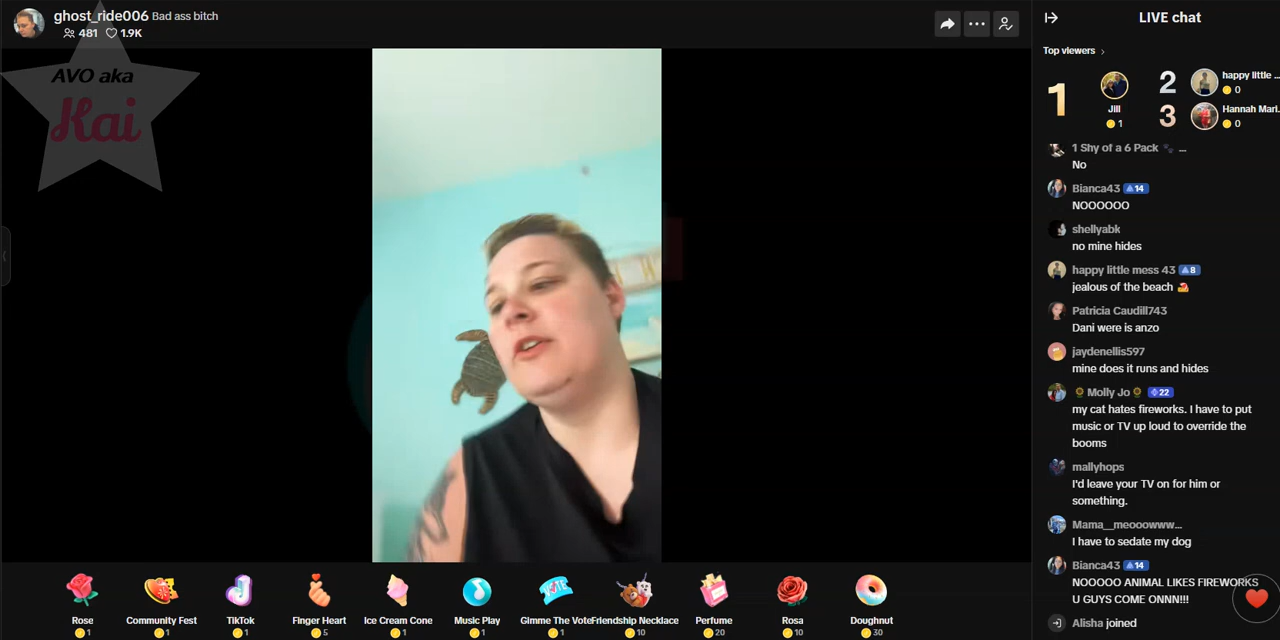 ghost_ride006 Bad ass bitch
481 1.9K
AVO aka
Kai
LIVE chat
Top viewers
1
Jill
1
2
happy little ...
0
3
Hannah Mari.
0
1 Shy of a 6 Pack 🐾 ...
No
Bianca43 14
NOOOOOO
shellyabk
no mine hides
happy little mess 43 8
jealous of the beach 🏖
Patricia Caudill743
Dani were is anzo
jaydenellis597
mine does it runs and hides
🌻 Molly Jo 🌻 22
my cat hates fireworks. I have to put
music or TV up loud to override the
booms
mallyhops
I'd leave your TV on for him or
something.
Mama__meooowww...
I have to sedate my dog
Bianca43 14
NOOOOO ANIMAL LIKES FIREWORKS
U GUYS COME ONNN!!!
Alisha joined
Rose
1
Community Fest
1
TikTok
1
Finger Heart
5
Ice Cream Cone
1
Music Play
1
VOTE
Gimme The Vote
1
Friendship Necklace
10
Perfume
20
Rosa
10
Doughnut
30